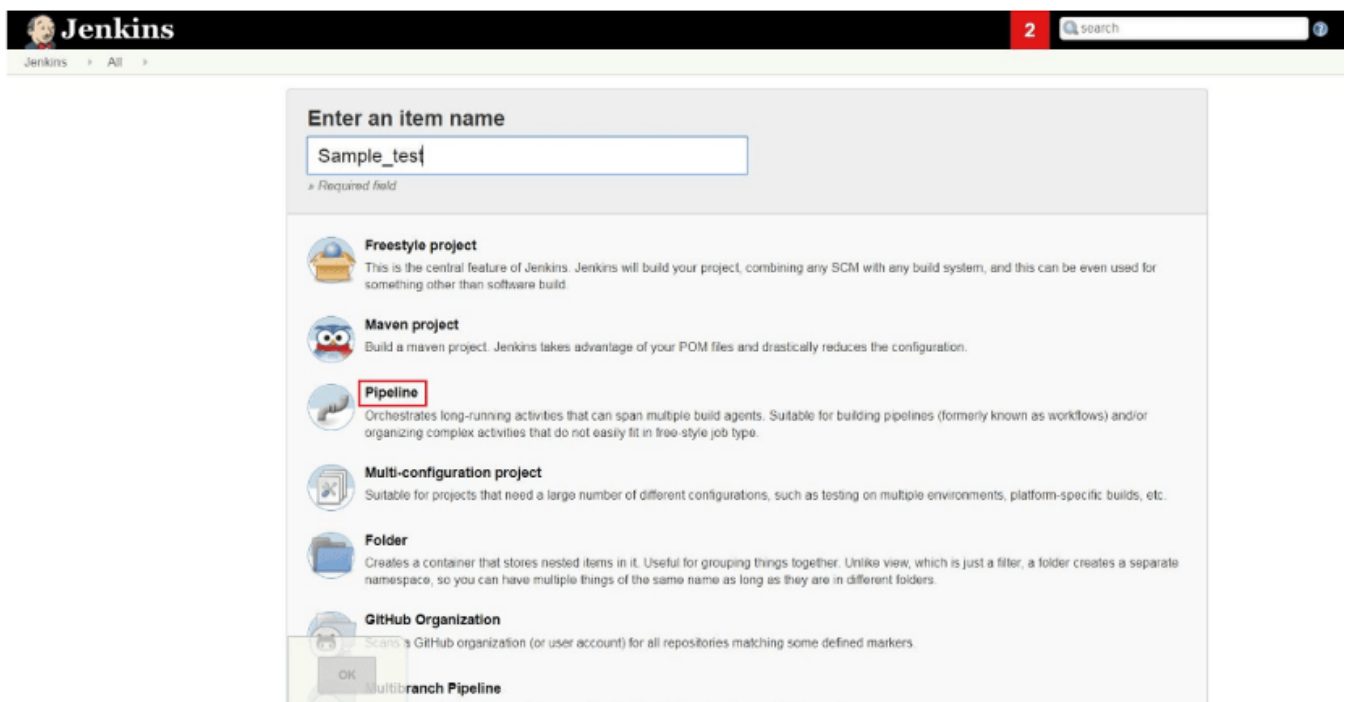 Jenkins
2
search
Jenkins
All
Enter an item name
Sample_test
» Required field
Freestyle project
This is the central feature of Jenkins. Jenkins will build your project, combining any SCM with any build system, and this can be even used for
something other than software build.
Maven project
Build a maven project. Jenkins takes advantage of your POM files and drastically reduces the configuration.
Pipeline
Orchestrates long-running activities that can span multiple build agents. Suitable for building pipelines (formerly known as workflows) and/or
organizing complex activities that do not easily fit in free-style job type.
Multi-configuration project
Suitable for projects that need a large number of different configurations, such as testing on multiple environments, platform-specific builds, etc.
Folder
Creates a container that stores nested items in it. Useful for grouping things together. Unlike view, which is just a filter, a folder creates a separate
namespace, so you can have multiple things of the same name as long as they are in different folders.
GitHub Organization
Scans a GitHub organization (or user account) for all repositories matching some defined markers.
OK
Multibranch Pipeline